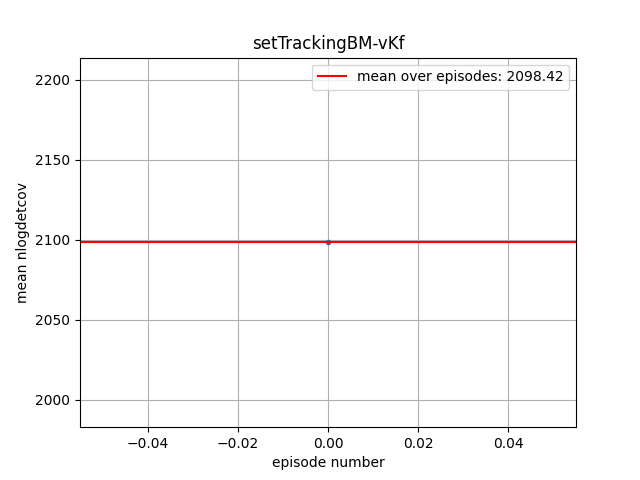 setTrackingBM-vKf
mean over episodes: 2098.42
2200
2150
2100
2050
2000
mean nlogdetcov
−0.04
−0.02
0.00
0.02
0.04
episode number